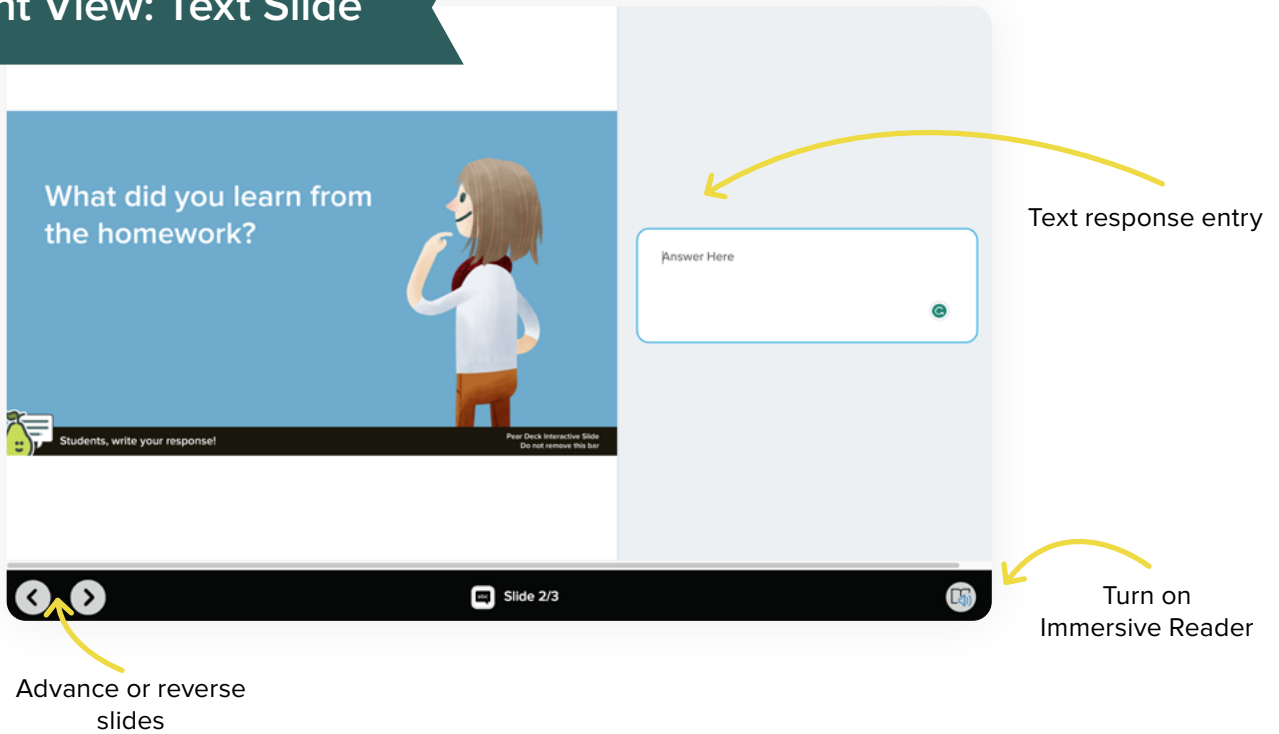 View: Text Slide
What did you learn from
the homework?
Students, write your response!
Pear Deck Interactive Slide
Do not remove this bar
Answer Here
Text response entry
Slide 2/3
Turn on
Immersive Reader
Advance or reverse
slides